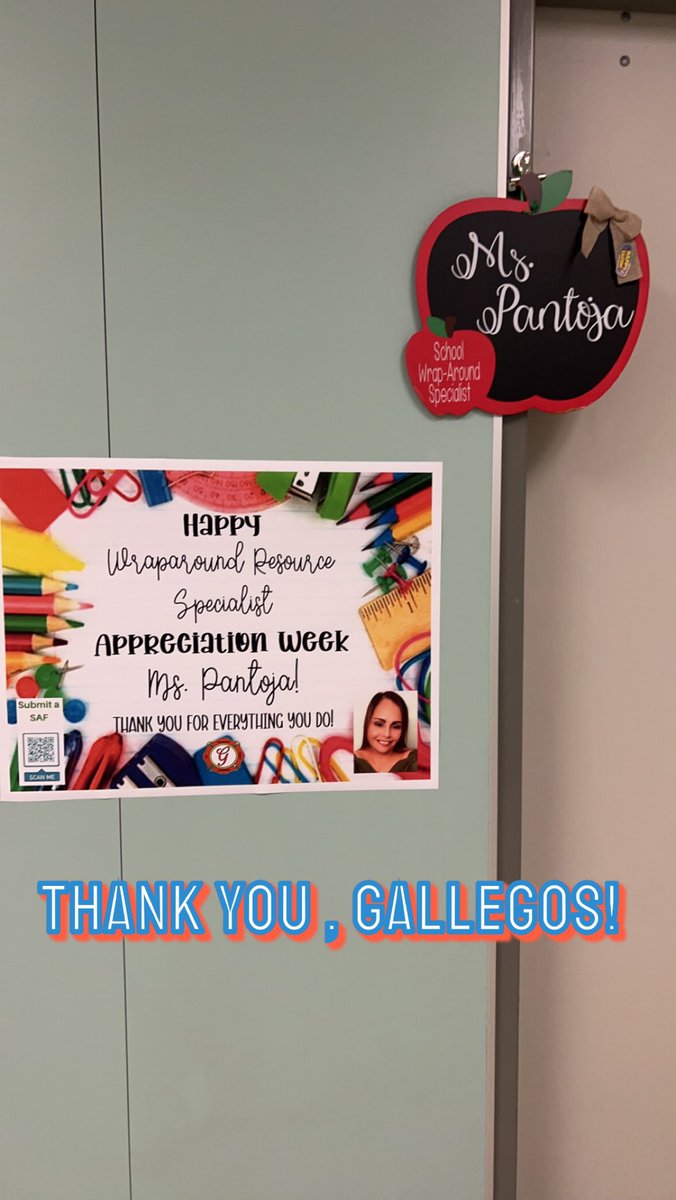 Ms.
Pantoja
School
Wrap-Around
Specialist
Happy
Wraparound Resource
Specialist
Appreciation Week
Ms. Pantoja!
THANK YOU FOR EVERYTHING YOU DO!
Submit a
SAF
SCAN ME
G
THANK YOU , GALLEGOS!